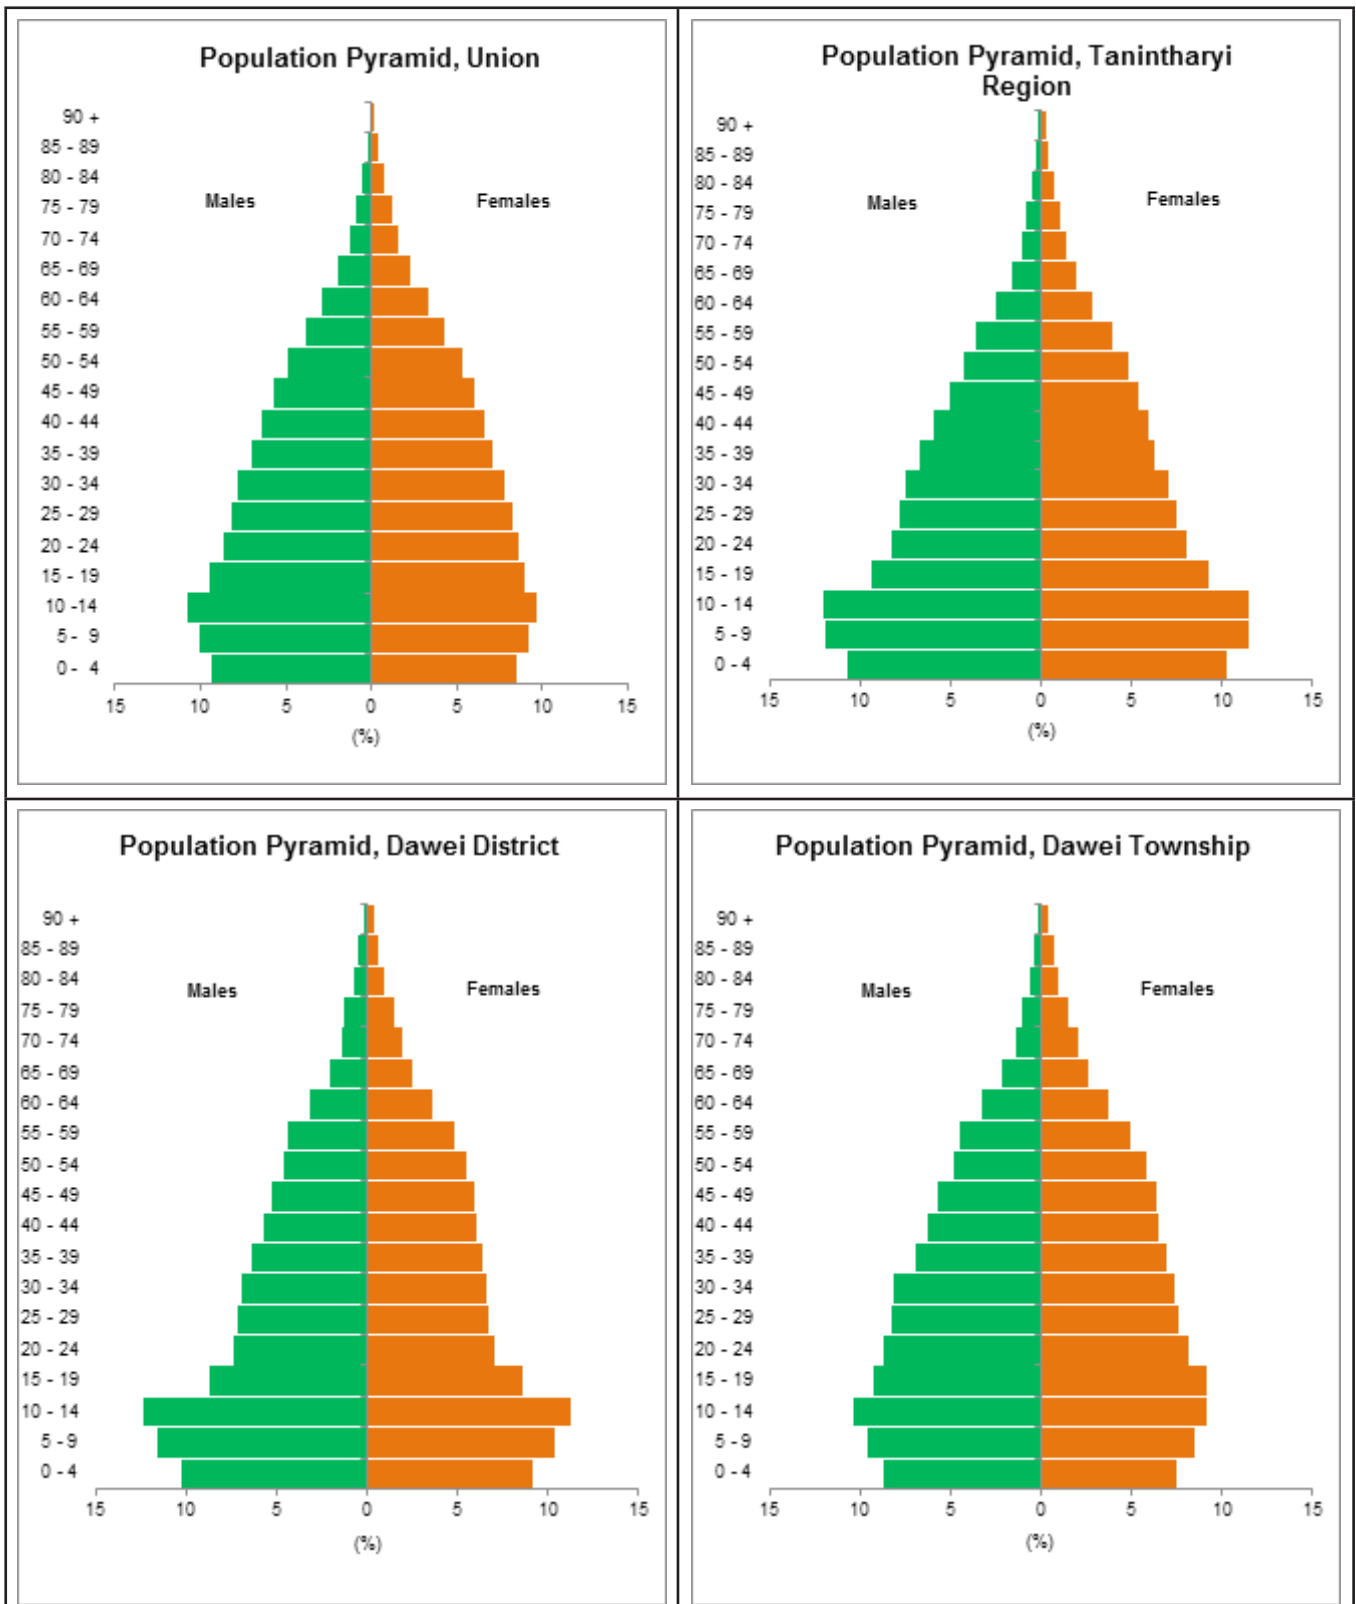 Population Pyramid, Union
90 +
85 - 89
80 - 84
75 - 79
70 - 74
65 - 69
60 - 64
55 - 59
50 - 54
45 - 49
40 - 44
35 - 39
30 - 34
25 - 29
20 - 24
15 - 19
10 -14
5 - 9
0 - 4
Males
Females
15 10 5 0 5 10 15
(%)
Population Pyramid, Tanintharyi
Region
90 +
85 - 89
80 - 84
75 - 79
70 - 74
65 - 69
60 - 64
55 - 59
50 - 54
45 - 49
40 - 44
35 - 39
30 - 34
25 - 29
20 - 24
15 - 19
10 - 14
5 - 9
0 - 4
Males
Females
15 10 5 0 5 10 15
(%)
Population Pyramid, Dawei District
90 +
85 - 89
80 - 84
75 - 79
70 - 74
65 - 69
60 - 64
55 - 59
50 - 54
45 - 49
40 - 44
35 - 39
30 - 34
25 - 29
20 - 24
15 - 19
10 - 14
5 - 9
0 - 4
Males
Females
15 10 5 0 5 10 15
(%)
Population Pyramid, Dawei Township
90 +
85 - 89
80 - 84
75 - 79
70 - 74
65 - 69
60 - 64
55 - 59
50 - 54
45 - 49
40 - 44
35 - 39
30 - 34
25 - 29
20 - 24
15 - 19
10 - 14
5 - 9
0 - 4
Males
Females
15 10 5 0 5 10 15
(%)